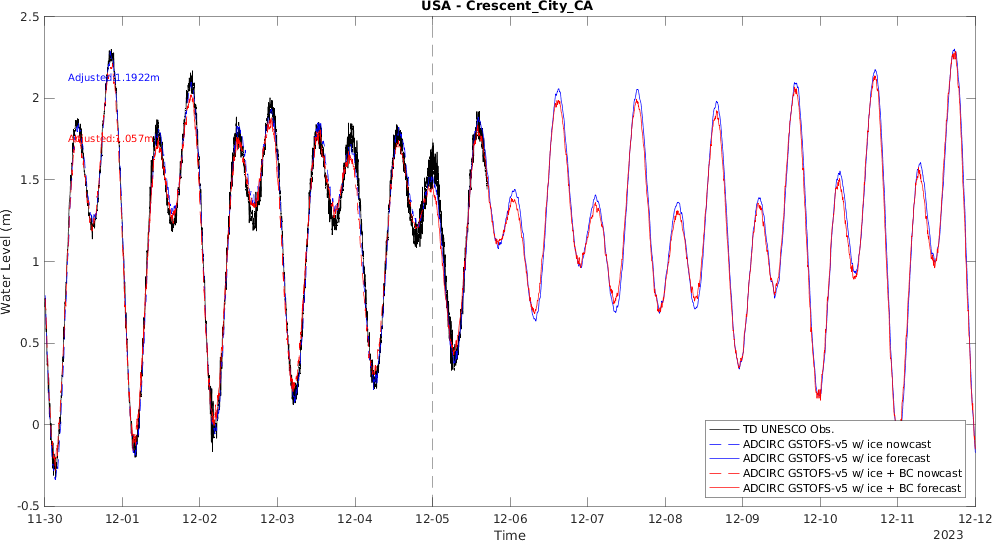 USA - Crescent_City_CA
2.5
2
1.5
1
0.5
0
-0.5
Water Level (m)
Adjusted:1.1922m
Adjusted:1.057m
TD UNESCO Obs.
ADCIRC GSTOFS-v5 w/ ice nowcast
ADCIRC GSTOFS-v5 w/ ice forecast
ADCIRC GSTOFS-v5 w/ ice + BC nowcast
ADCIRC GSTOFS-v5 w/ ice + BC forecast
11-30 12-01 12-02 12-03 12-04 12-05 12-06 12-07 12-08 12-09 12-10 12-11 12-12
Time
2023